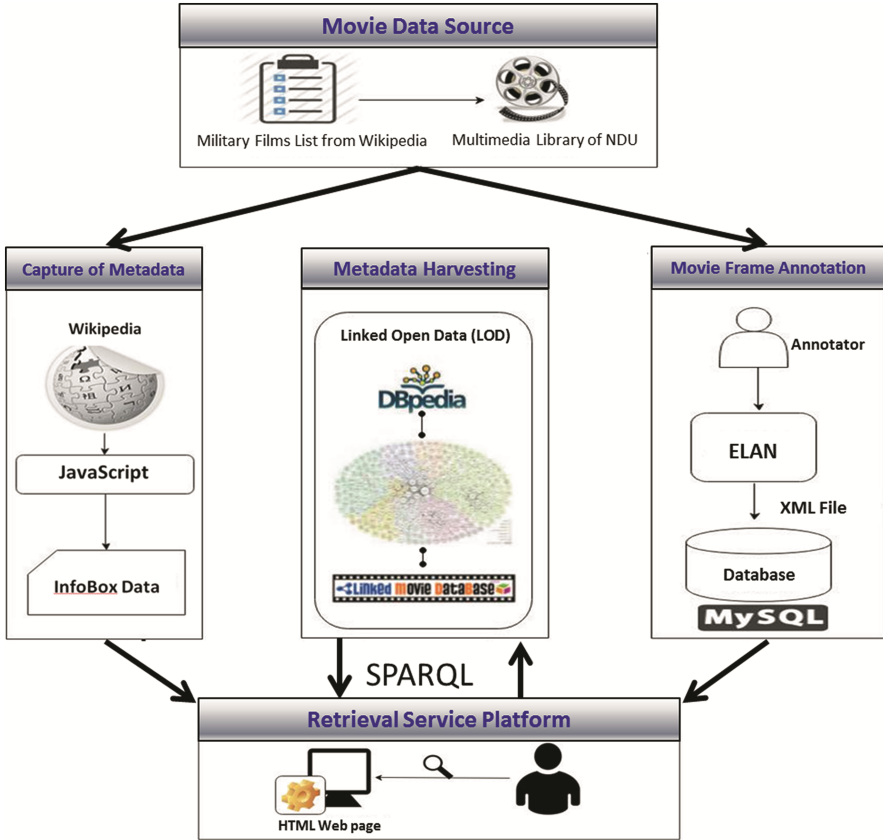 Movie Data Source
Military Films List from Wikipedia
Multimedia Library of NDU
Capture of Metadata
Wikipedia
JavaScript
InfoBox Data
Metadata Harvesting
Linked Open Data (LOD)
DBpedia
Linked Movie DataBase
Movie Frame Annotation
Annotator
ELAN
XML File
Database
MySQL
SPARQL
Retrieval Service Platform
HTML Web page